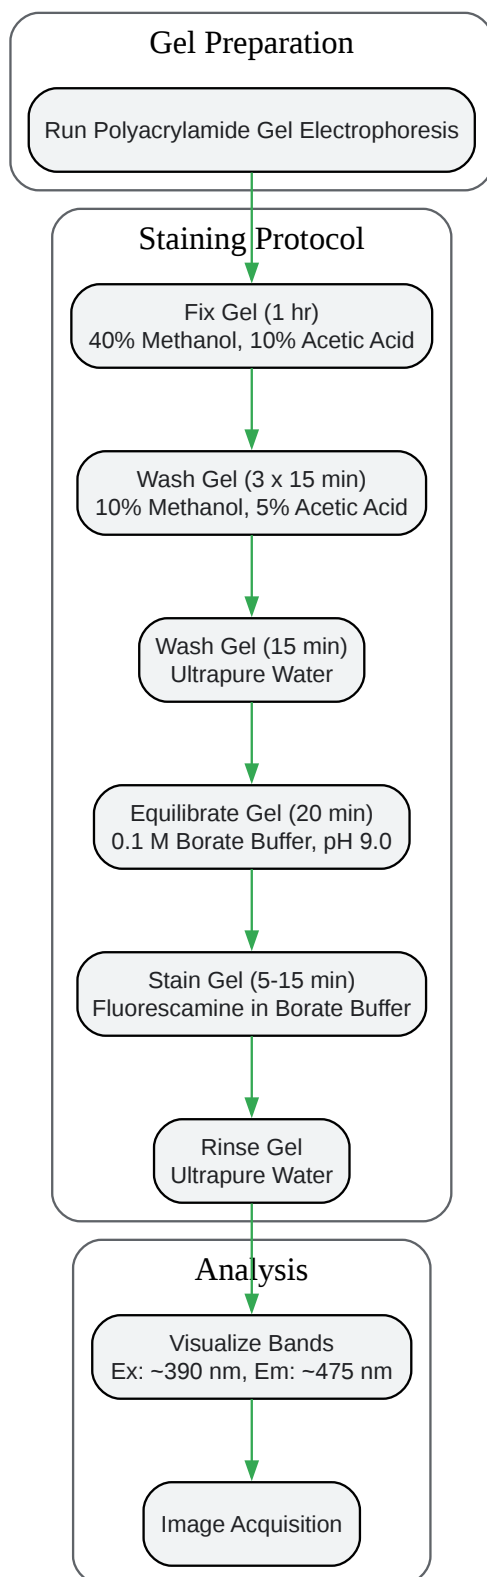 Gel Preparation
Run Polyacrylamide Gel Electrophoresis
Staining Protocol
Fix Gel (1 hr)
40% Methanol, 10% Acetic Acid
Wash Gel (3 x 15 min)
10% Methanol, 5% Acetic Acid
Wash Gel (15 min)
Ultrapure Water
Equilibrate Gel (20 min)
0.1 M Borate Buffer, pH 9.0
Stain Gel (5-15 min)
Fluorescamine in Borate Buffer
Rinse Gel
Ultrapure Water
Analysis
Visualize Bands
Ex: ~390 nm, Em: ~475 nm
Image Acquisition